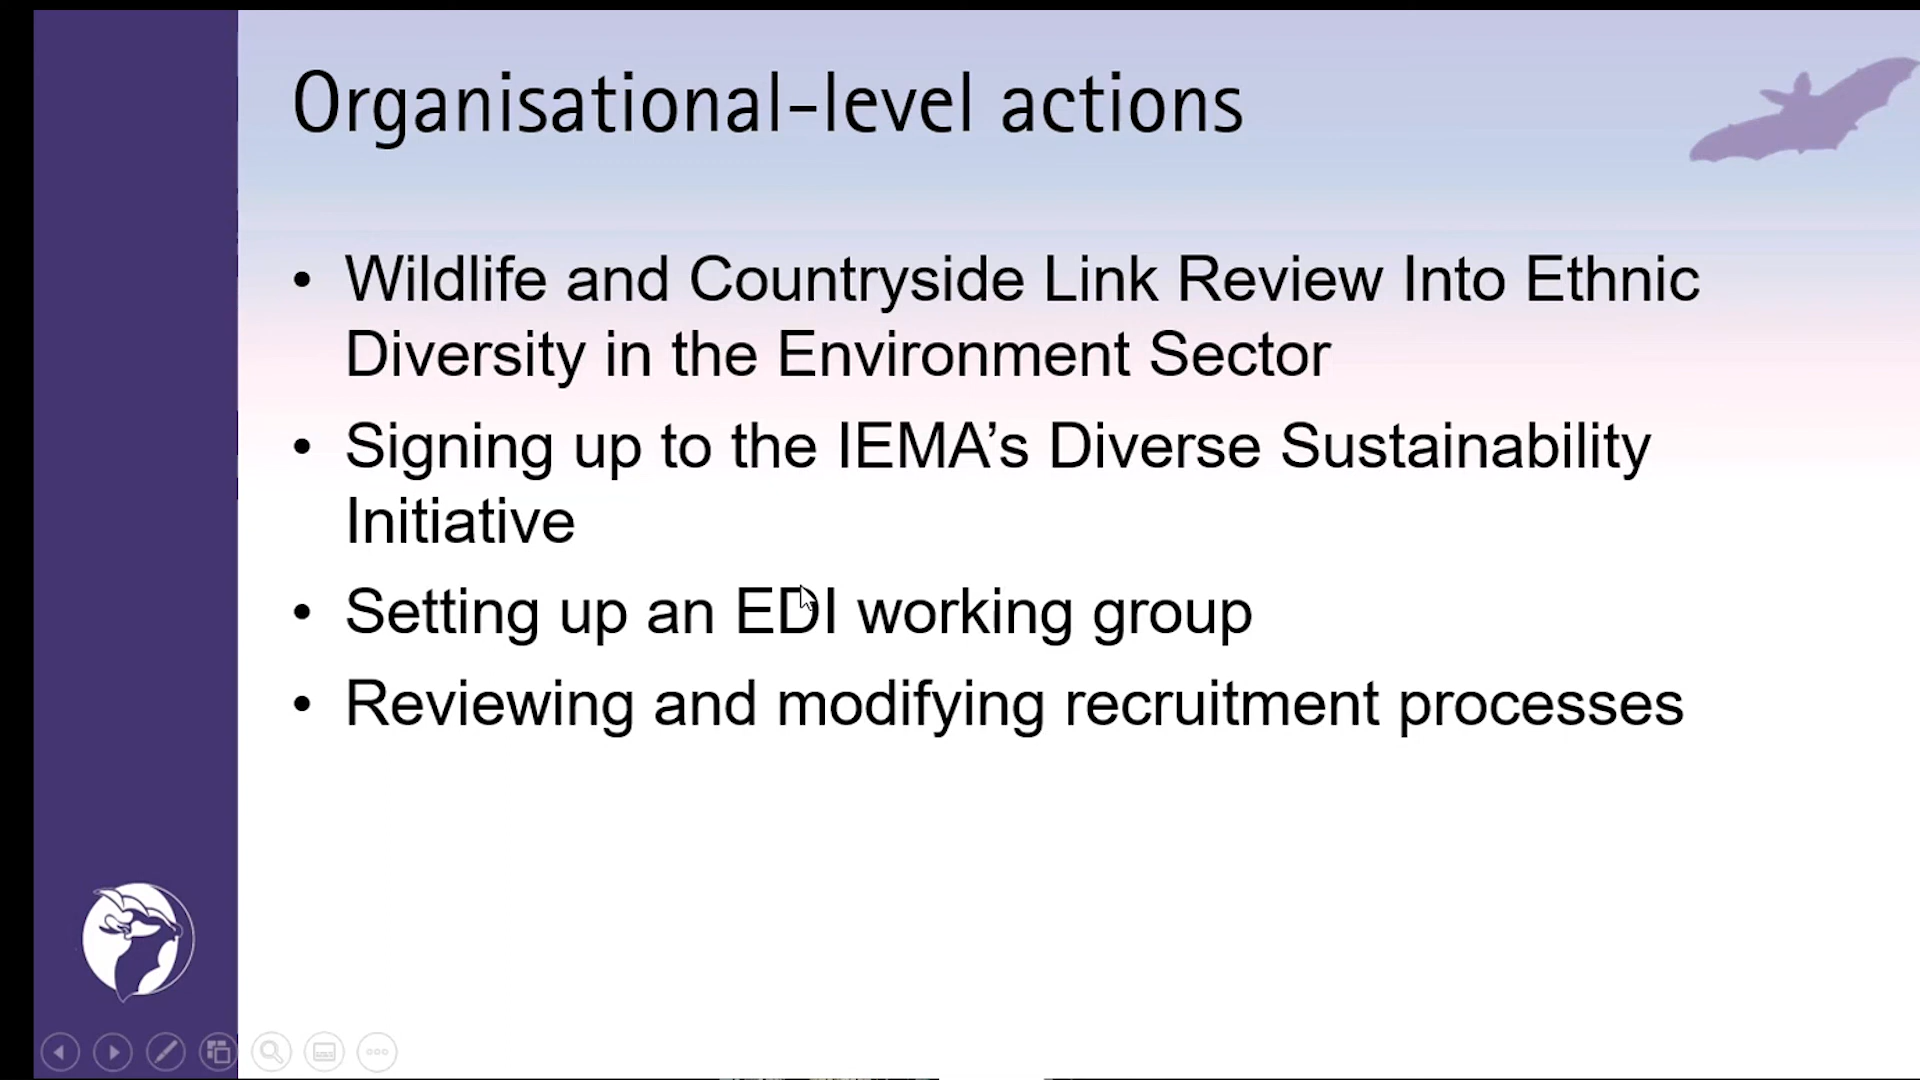 Organisational-level actions
• Wildlife and Countryside Link Review Into Ethnic
Diversity in the Environment Sector
• Signing up to the IEMA’s Diverse Sustainability
Initiative
• Setting up an EDI working group
• Reviewing and modifying recruitment processes